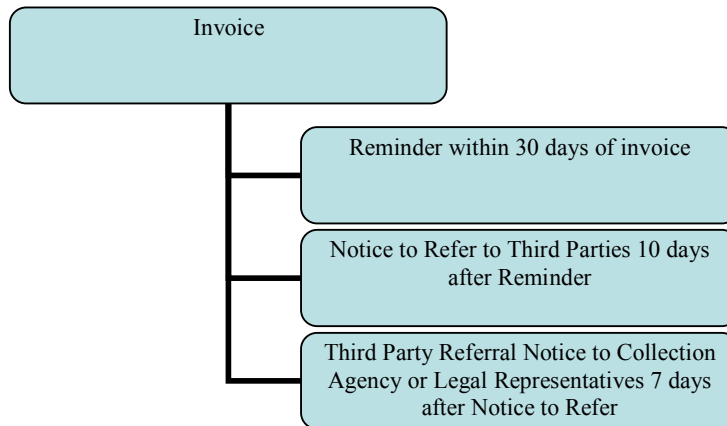 Invoice
Reminder within 30 days of invoice
Notice to Refer to Third Parties 10 days
after Reminder
Third Party Referral Notice to Collection
Agency or Legal Representatives 7 days
after Notice to Refer